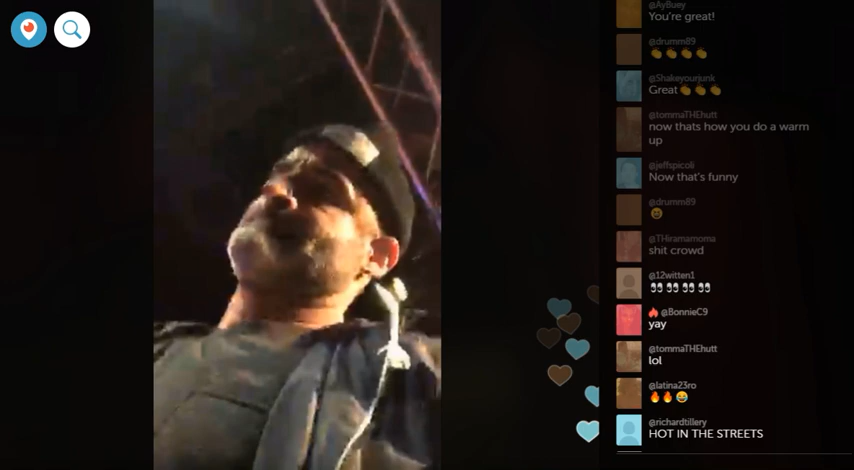 @AyBuey
You're great!
@drumm89
👏👏👏👏
@Shakeyourjunk
Great👏👏👏
@tommaTHEhutt
now thats how you do a warm
up
@jeffspicoli
Now that's funny
@drumm89
😆
@THiramamoma
shit crowd
@12witten1
👀👀👀👀👀
🔥 @BonnieC9
yay
@tommaTHEhutt
lol
@latina23ro
🔥🔥😂
@richardtillery
HOT IN THE STREETS